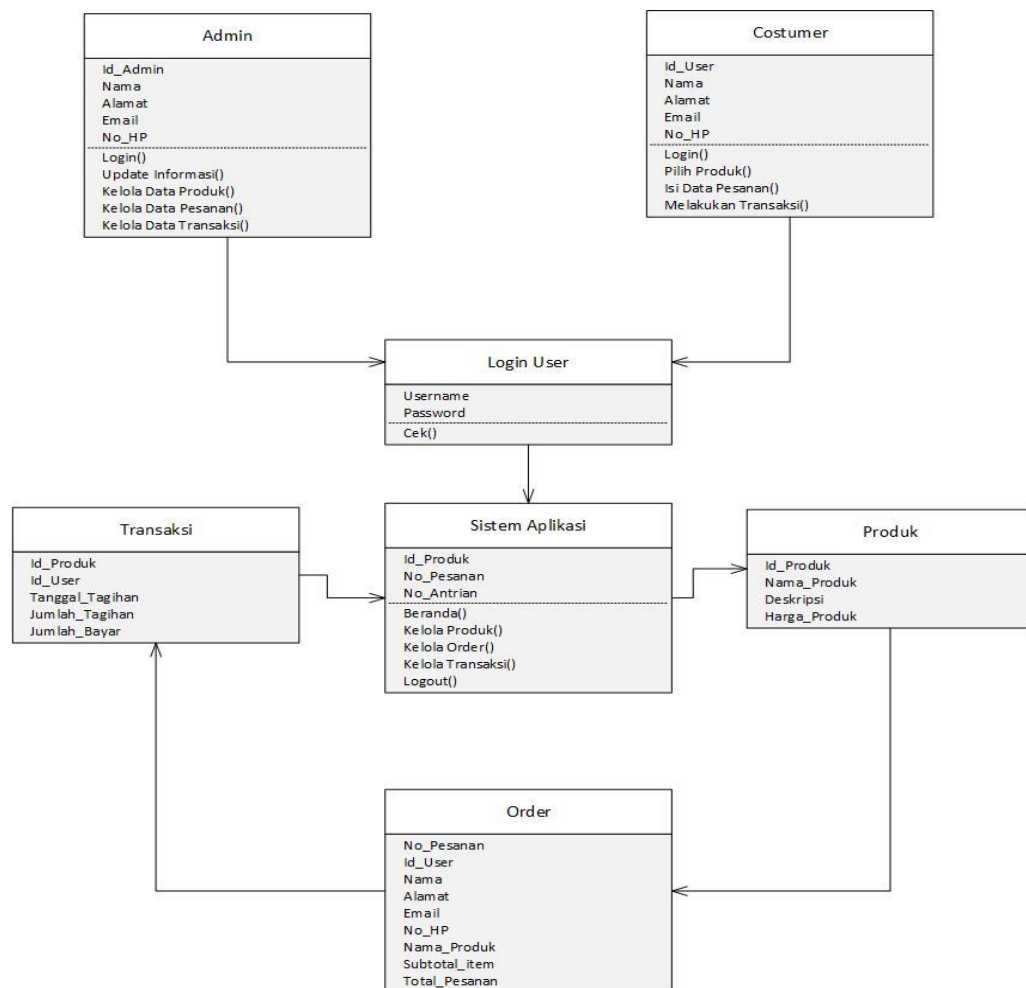 Admin
Id_Admin
Nama
Alamat
Email
No_HP
Login()
Update Informasi()
Kelola Data Produk()
Kelola Data Pesanan()
Kelola Data Transaksi()
Costumer
Id_User
Nama
Alamat
Email
No_HP
Login()
Pilih Produk()
Isi Data Pesanan()
Melakukan Transaksi()
Login User
Username
Password
Cek()
Transaksi
Id_Produk
Id_User
Tanggal_Tagihan
Jumlah_Tagihan
Jumlah_Bayar
Sistem Aplikasi
Id_Produk
No_Pesanan
No_Antrian
Beranda()
Kelola Produk()
Kelola Order()
Kelola Transaksi()
Logout()
Produk
Id_Produk
Nama_Produk
Deskripsi
Harga_Produk
Order
No_Pesanan
Id_User
Nama
Alamat
Email
No_HP
Nama_Produk
Subtotal_item
Total_Pesanan